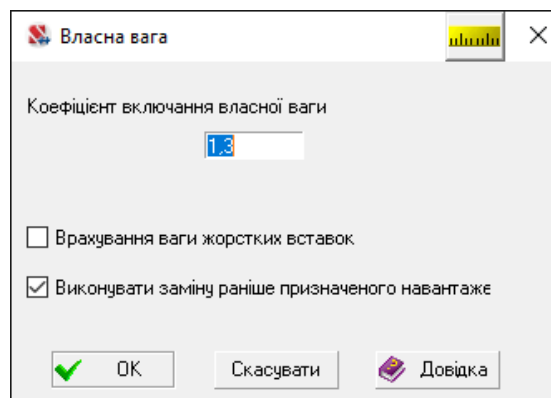 Власна вага
Коефіцієнт включання власної ваги
1,3
Врахування ваги жорстких вставок
Виконувати заміну раніше призначеного навантаже
OK
Скасувати
Довідка